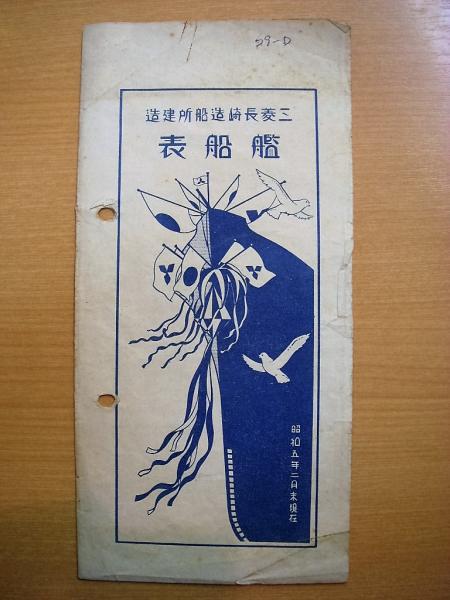 29-D
三菱長崎造船所建造
艦船表
昭和五年二月末現在